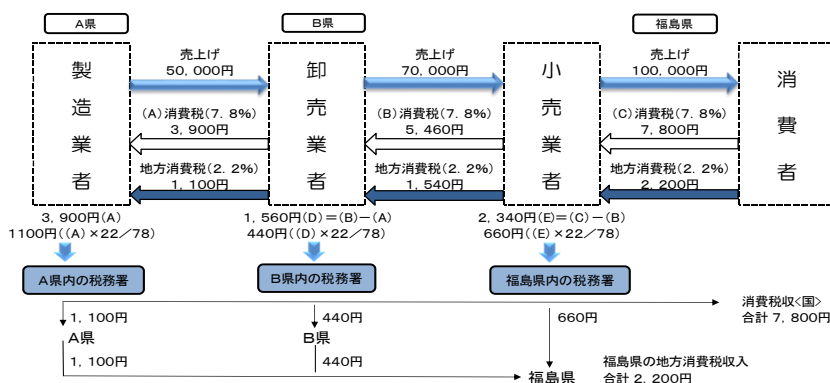 A県
B県
福島県
製造業者
売上げ
50,000円
卸売業者
売上げ
70,000円
小売業者
売上げ
100,000円
消費者
(A)消費税(7.8%)
3,900円
(B)消費税(7.8%)
5,460円
(C)消費税(7.8%)
7,800円
地方消費税(2.2%)
1,100円
地方消費税(2.2%)
1,540円
地方消費税(2.2%)
2,200円
3,900円(A)
1100円((A)×22/78)
1,560円(D)=(B)-(A)
440円((D)×22/78)
2,340円(E)=(C)-(B)
660円((E)×22/78)
A県内の税務署
B県内の税務署
福島県内の税務署
消費税収<国>
合計 7,800円
1,100円
440円
660円
A県
B県
1,100円
440円
福島県
福島県の地方消費税収入
合計 2,200円